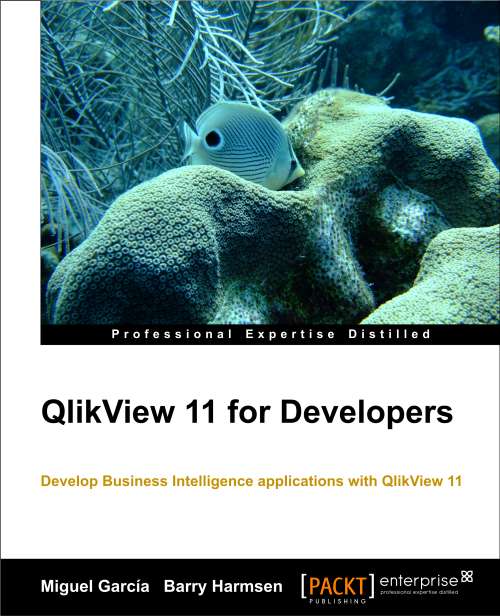 Professional Expertise Distilled
QlikView 11 for Developers
Develop Business Intelligence applications with QlikView 11
Miguel García Barry Harmsen
[PACKT] enterprise
PUBLISHING professional expertise distilled